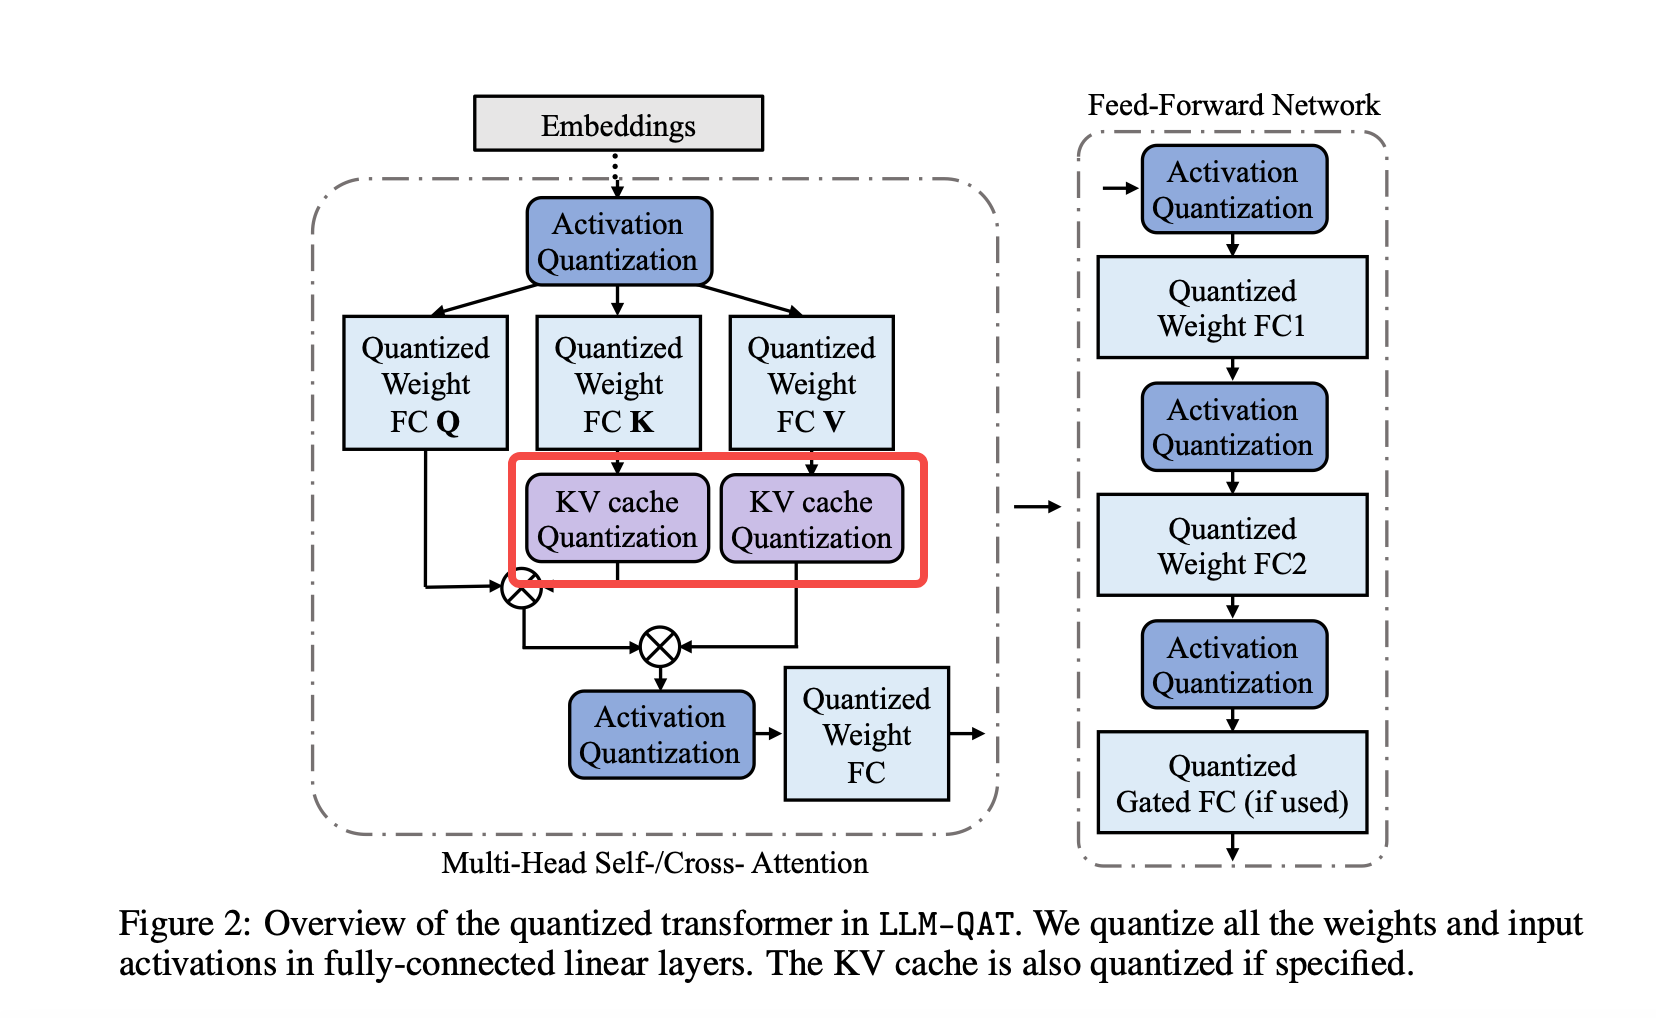 Embeddings
Activation
Quantization
Quantized
Weight
FC Q
Quantized
Weight
FC K
Quantized
Weight
FC V
KV cache
Quantization
KV cache
Quantization
Activation
Quantization
Quantized
Weight
FC
Multi-Head Self-/Cross- Attention
Feed-Forward Network
Activation
Quantization
Quantized
Weight FC1
Activation
Quantization
Quantized
Weight FC2
Activation
Quantization
Quantized
Gated FC (if used)
Figure 2: Overview of the quantized transformer in LLM-QAT. We quantize all the weights and input
activations in fully-connected linear layers. The KV cache is also quantized if specified.